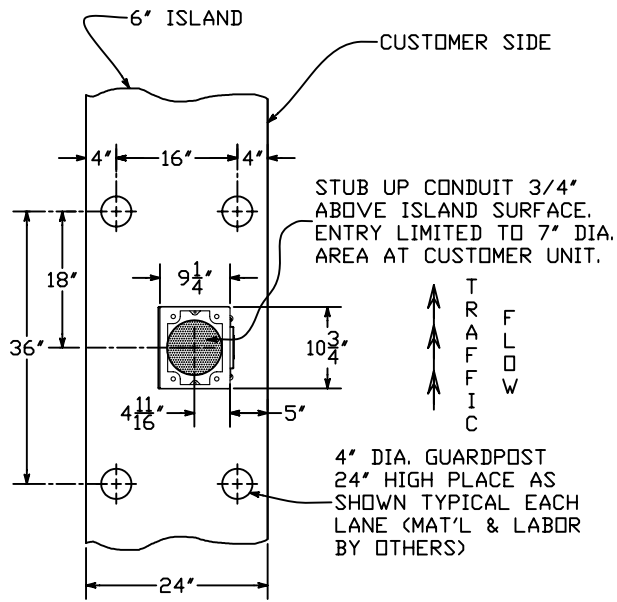 6" ISLAND
CUSTOMER SIDE
4" 16" 4"
STUB UP CONDUIT 3/4"
ABOVE ISLAND SURFACE.
ENTRY LIMITED TO 7" DIA.
AREA AT CUSTOMER UNIT.
9 1/4"
18"
36"
10 3/4"
TRAFFIC
FLOW
4 11/16"
5"
4" DIA. GUARDPOST
24" HIGH PLACE AS
SHOWN TYPICAL EACH
LANE (MAT'L & LABOR
BY OTHERS)
24"